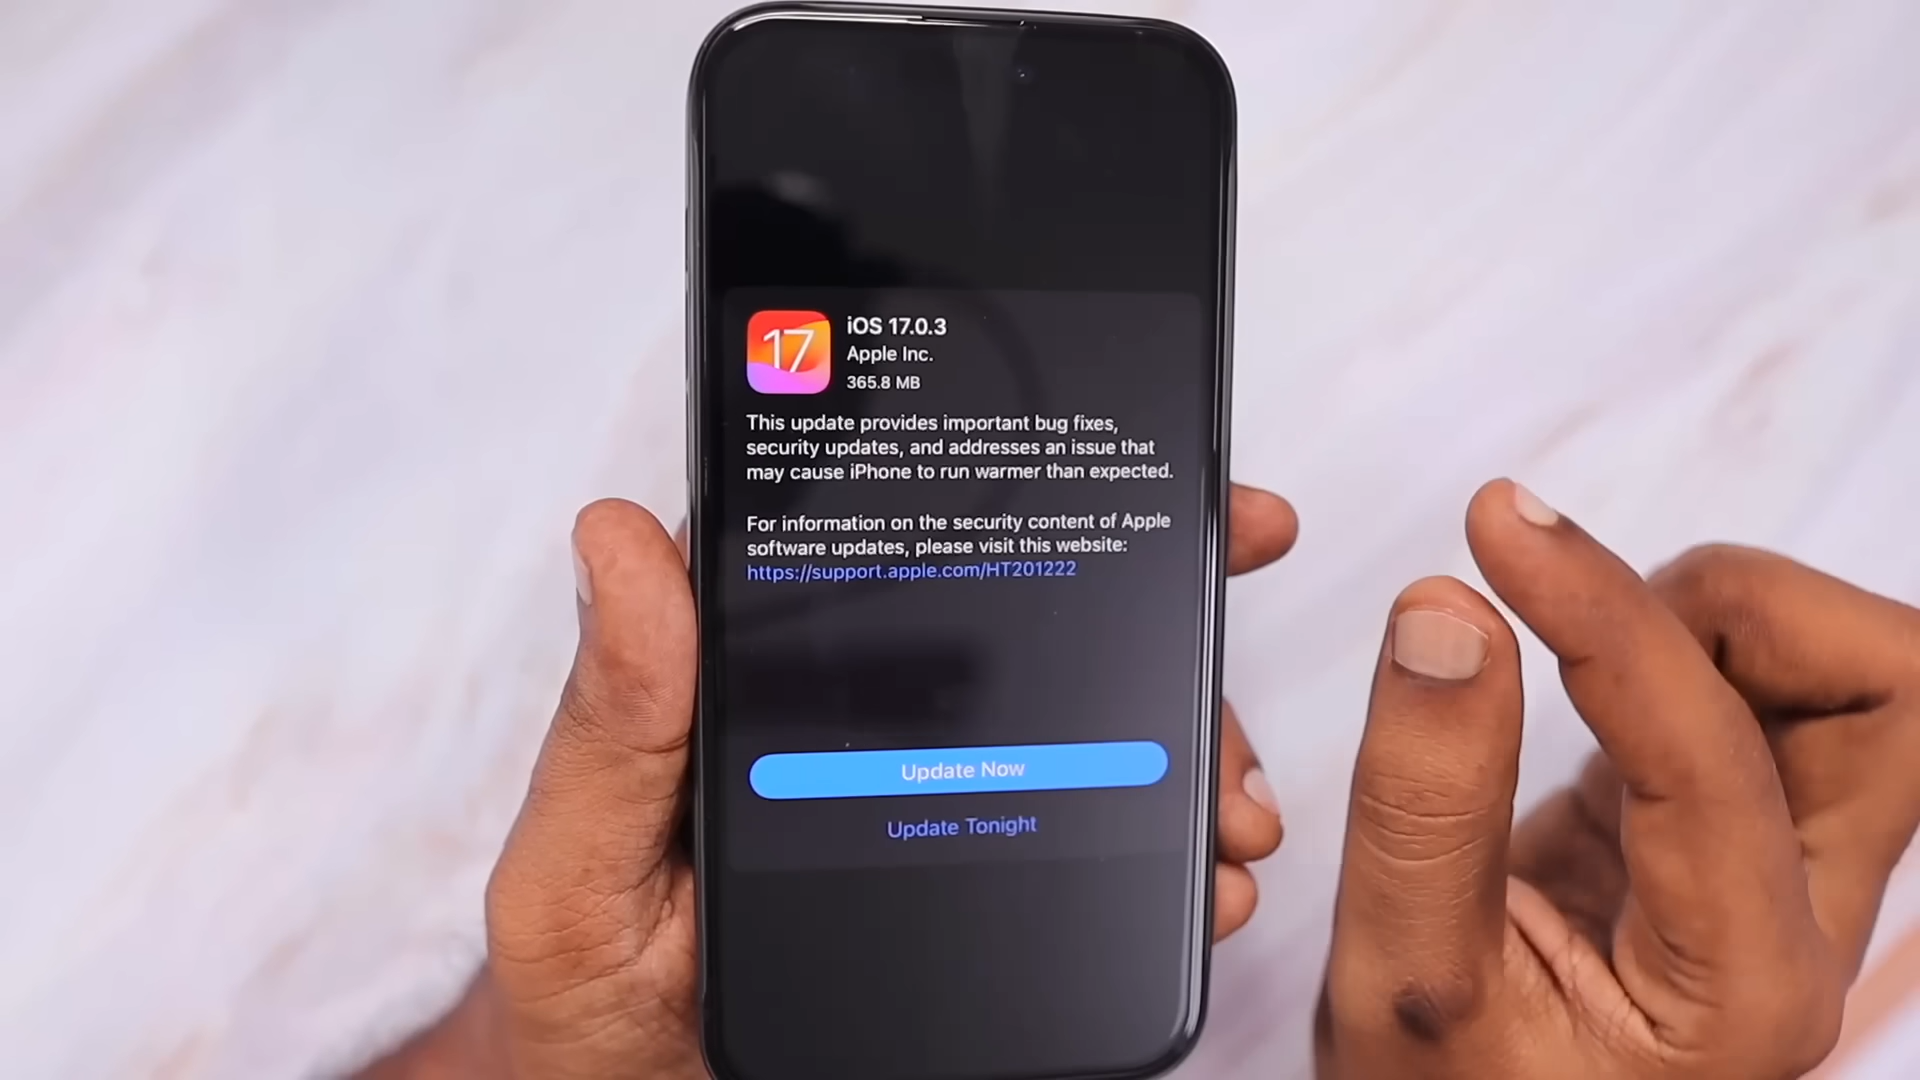 17
iOS 17.0.3
Apple Inc.
365.8 MB
This update provides important bug fixes,
security updates, and addresses an issue that
may cause iPhone to run warmer than expected.
For information on the security content of Apple
software updates, please visit this website:
https://support.apple.com/HT201222
Update Now
Update Tonight